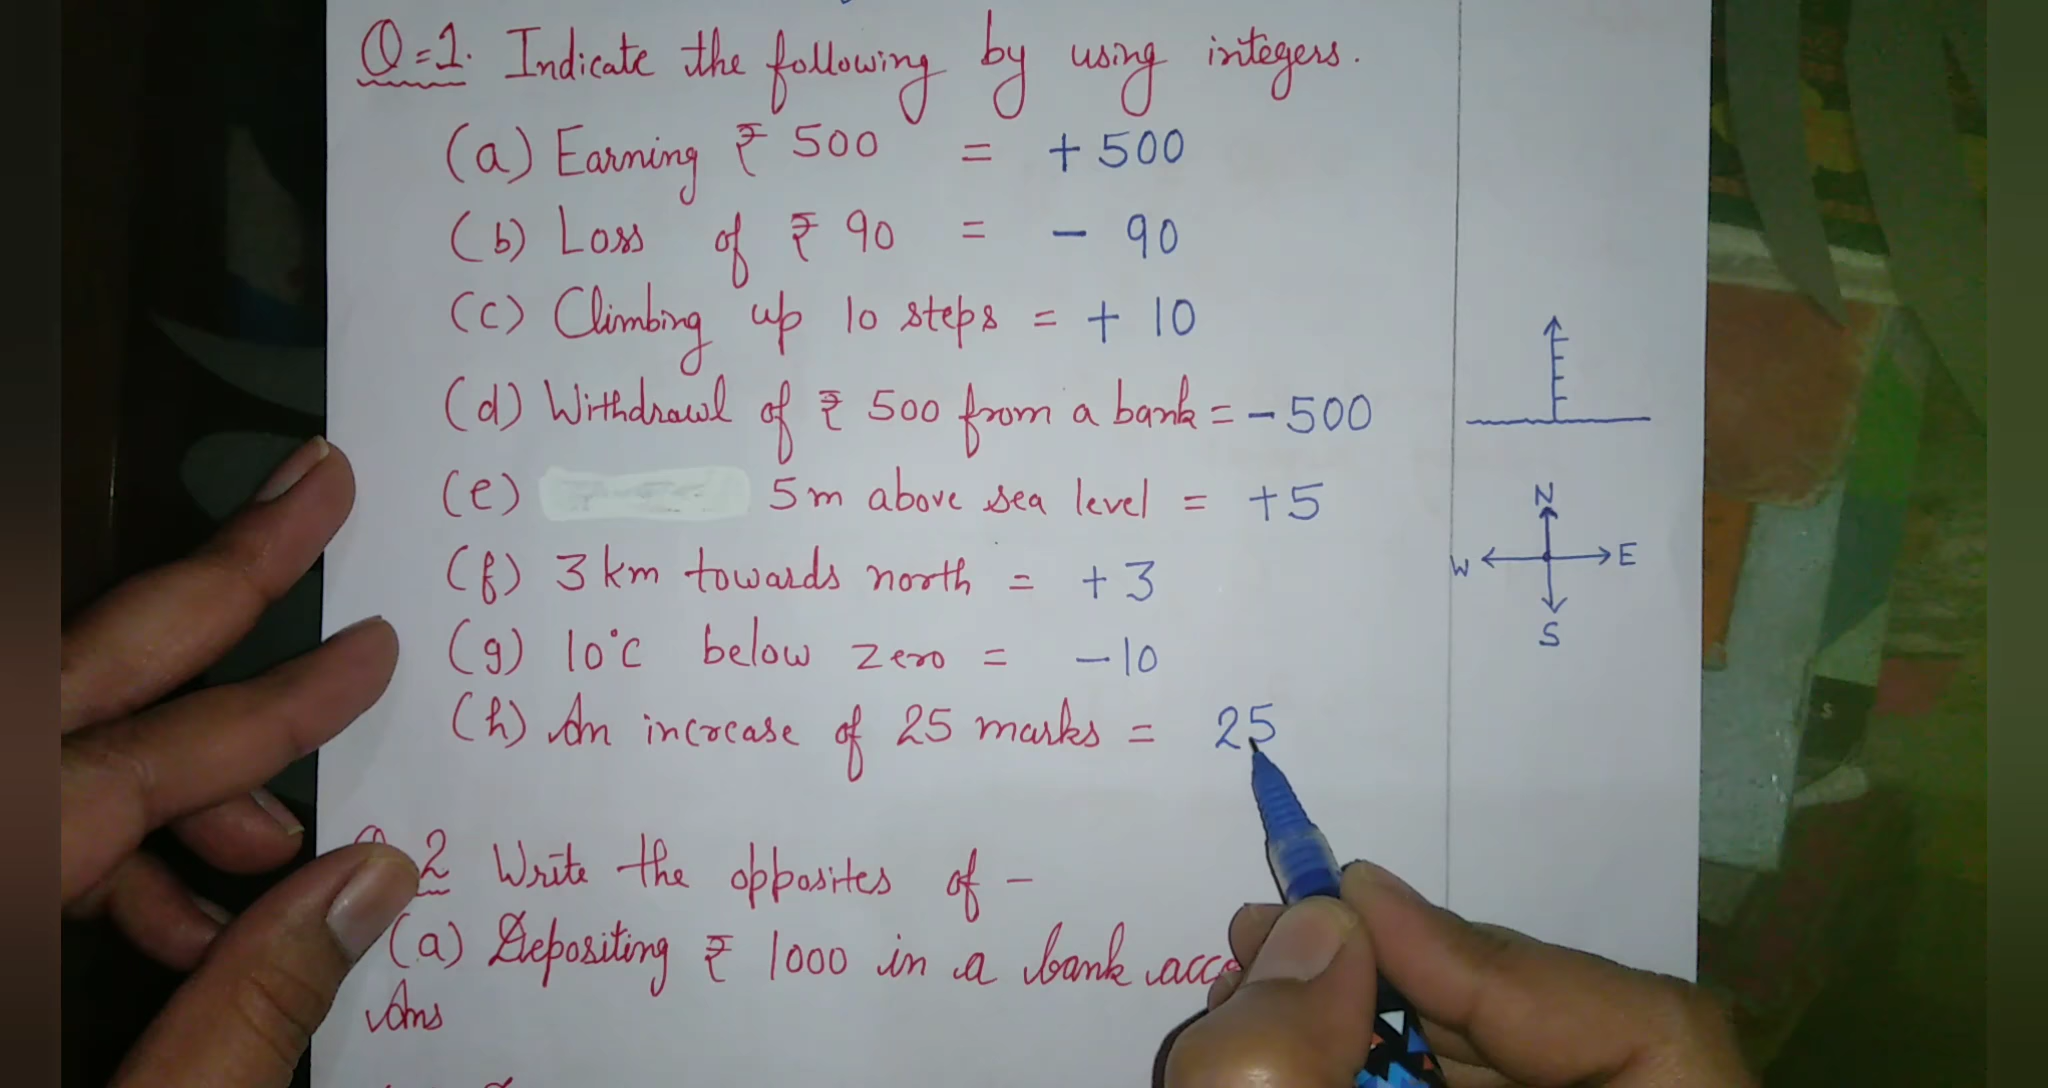 Q=1. Indicate the following by using integers.
(a) Earning ₹ 500 = + 500
(b) Loss of ₹ 90 = - 90
(c) Climbing up 10 steps = + 10
(d) Withdrawl of ₹ 500 from a bank = - 500
(e) 5m above sea level = +5
(f) 3 km towards north = +3
(g) 10°C below zero = -10
(h) An increase of 25 marks = 25
N
W E
S
2 Write the opposites of -
(a) Depositing ₹ 1000 in a bank
Ans